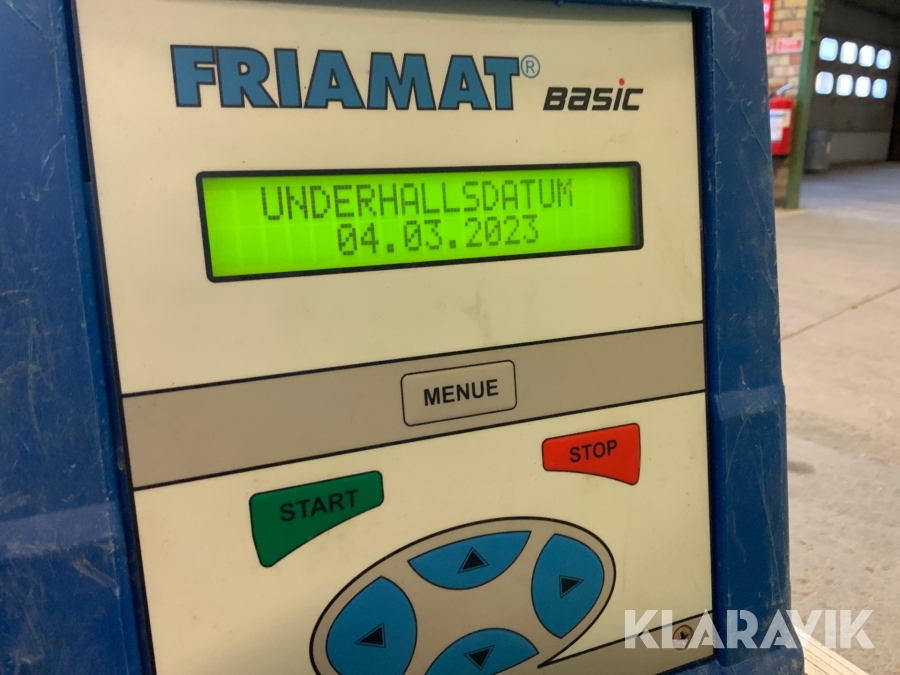 FRIAMAT® BASIC
UNDERHALLSDATUM
04.03.2023
MENUE
START
STOP
KLARAVIK